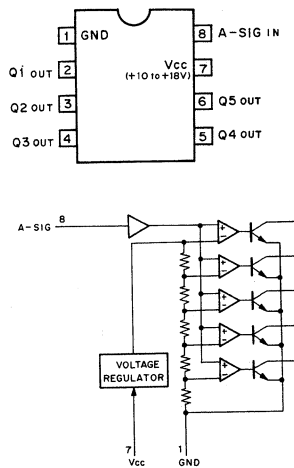 1 GND
8 A-SIG IN
Q1 OUT 2
Vcc 7
(+10 to +18V)
Q2 OUT 3
6 Q5 OUT
Q3 OUT 4
5 Q4 OUT
A-SIG 8
+
-
+
-
+
-
+
-
+
-
VOLTAGE
REGULATOR
7 1
Vcc GND